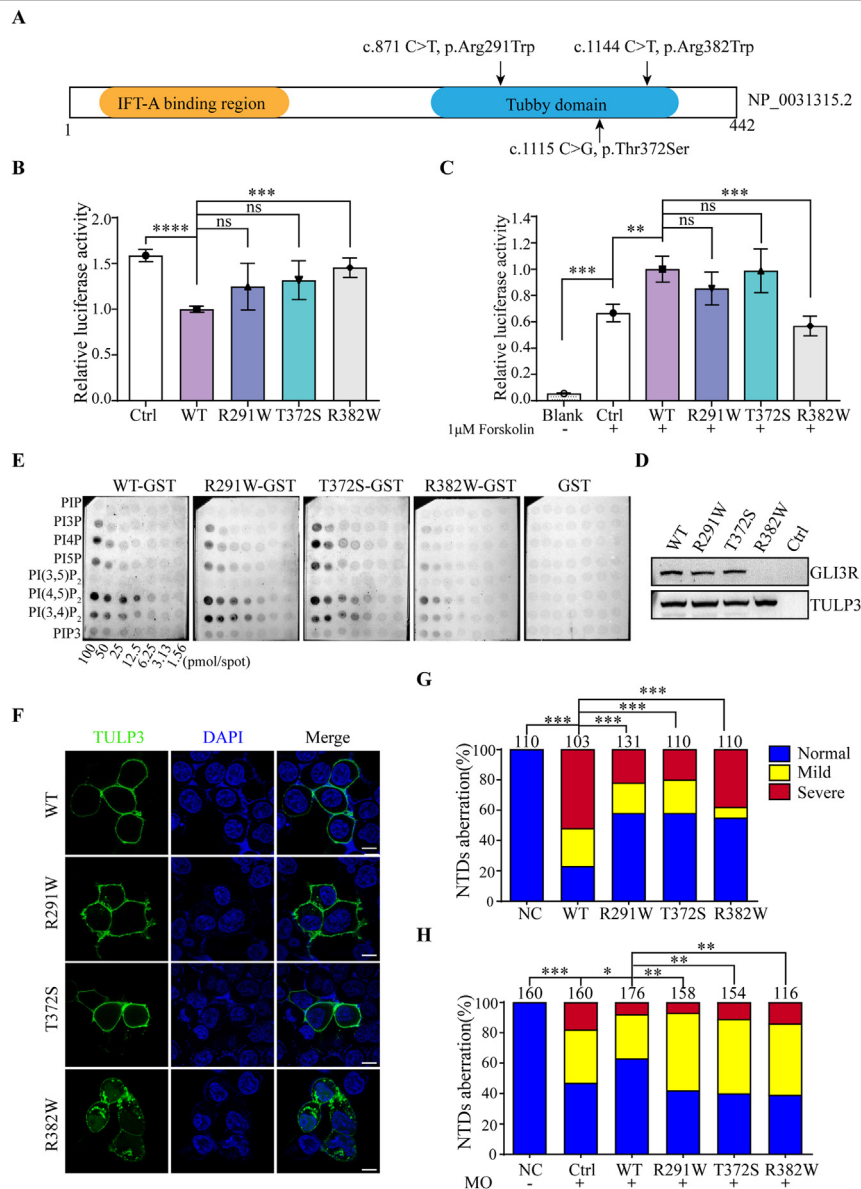 A
c.871 C>T, p.Arg291Trp
c.1144 C>T, p.Arg382Trp
IFT-A binding region
Tubby domain
NP_0031315.2
1
442
c.1115 C>G, p.Thr372Ser
B
***
ns
**** ns
Relative luciferase activity
2.0
1.5
1.0
0.5
0.0
Ctrl WT R291W T372S R382W
C
***
ns
** ns
***
Relative luciferase activity
1.4
1.2
1.0
0.8
0.6
0.4
0.2
0.0
Blank Ctrl WT R291W T372S R382W
1μM Forskolin - + + + + +
E
WT-GST R291W-GST T372S-GST R382W-GST GST
PIP
PI3P
PI4P
PI5P
PI(3,5)P2
PI(4,5)P2
PI(3,4)P2
PIP3
100 50 25 12.5 6.25 3.13 1.56 (pmol/spot)
D
WT R291W T372S R382W Ctrl
GLI3R
TULP3
F
TULP3 DAPI Merge
WT
R291W
T372S
R382W
G
***
***
*** ***
110 103 131 110 110
NTDs aberration(%)
100
80
60
40
20
0
NC WT R291W T372S R382W
Normal
Mild
Severe
H
**
**
*** * **
160 160 176 158 154 116
NTDs aberration(%)
100
80
60
40
20
0
NC Ctrl WT R291W T372S R382W
MO - + + + + +